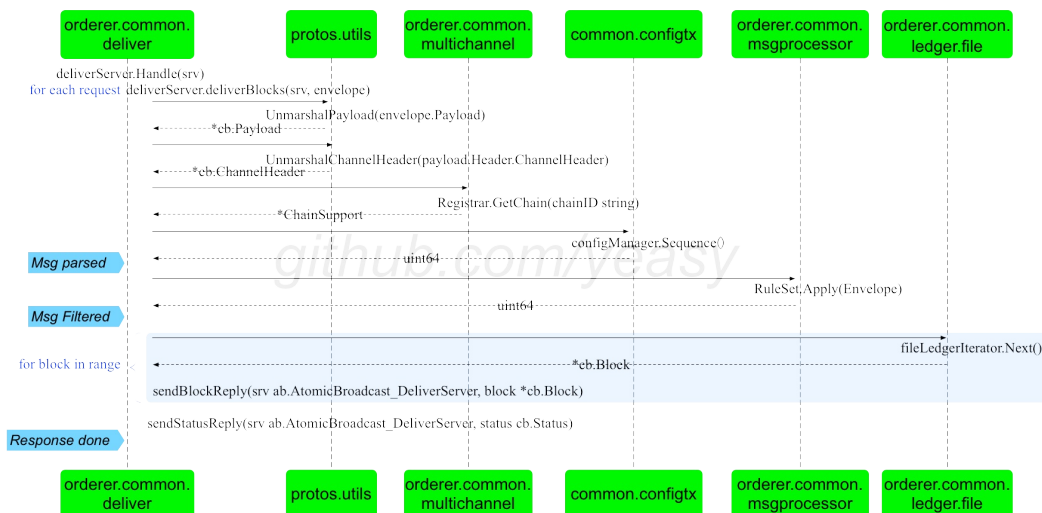 orderer.common.
deliver
protos.utils
orderer.common.
multichannel
common.configtx
orderer.common.
msgprocessor
orderer.common.
ledger.file
deliverServer.Handle(srv)
for each request deliverServer.deliverBlocks(srv, envelope)
UnmarshalPayload(envelope.Payload)
*cb.Payload
UnmarshalChannelHeader(payload.Header.ChannelHeader)
*cb.ChannelHeader
Registrar.GetChain(chainID string)
*ChainSupport
configManager.Sequence()
github.com/yeasy
Msg parsed
uint64
RuleSet.Apply(Envelope)
uint64
Msg Filtered
fileLedgerIterator.Next()
for block in range
*cb.Block
sendBlockReply(srv ab.AtomicBroadcast_DeliverServer, block *cb.Block)
sendStatusReply(srv ab.AtomicBroadcast_DeliverServer, status cb.Status)
Response done
orderer.common.
deliver
protos.utils
orderer.common.
multichannel
common.configtx
orderer.common.
msgprocessor
orderer.common.
ledger.file